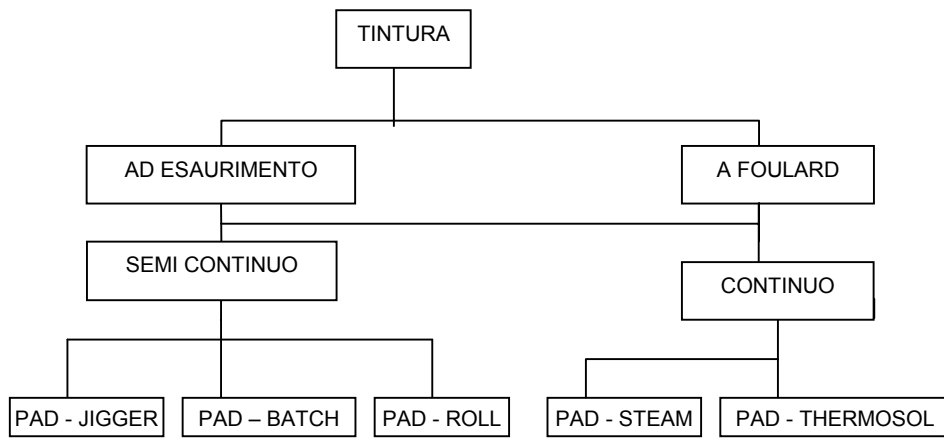 TINTURA
AD ESAURIMENTO
A FOULARD
SEMI CONTINUO
CONTINUO
PAD - JIGGER
PAD – BATCH
PAD - ROLL
PAD - STEAM
PAD - THERMOSOL